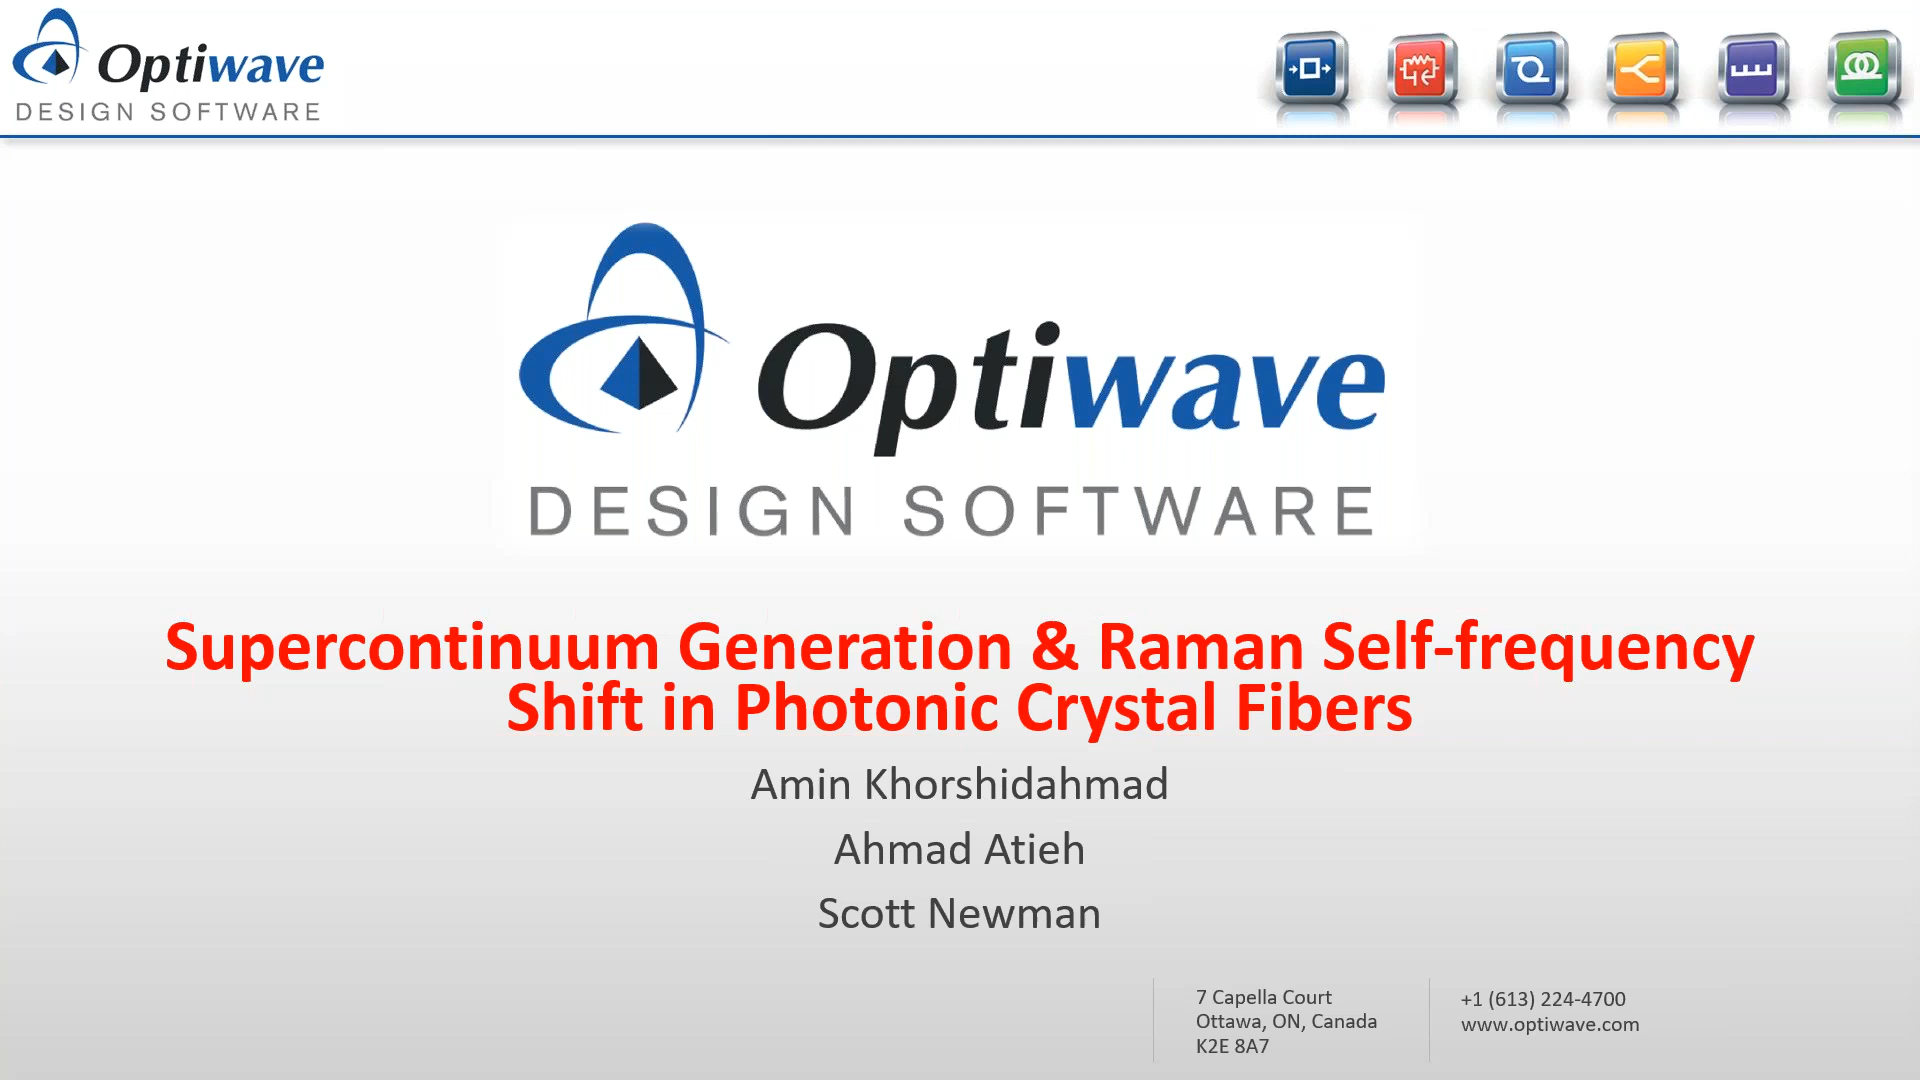 Optiwave
DESIGN SOFTWARE
Optiwave
DESIGN SOFTWARE
Supercontinuum Generation & Raman Self-frequency
Shift in Photonic Crystal Fibers
Amin Khorshidahmad
Ahmad Atieh
Scott Newman
7 Capella Court
Ottawa, ON, Canada
K2E 8A7
+1 (613) 224-4700
www.optiwave.com